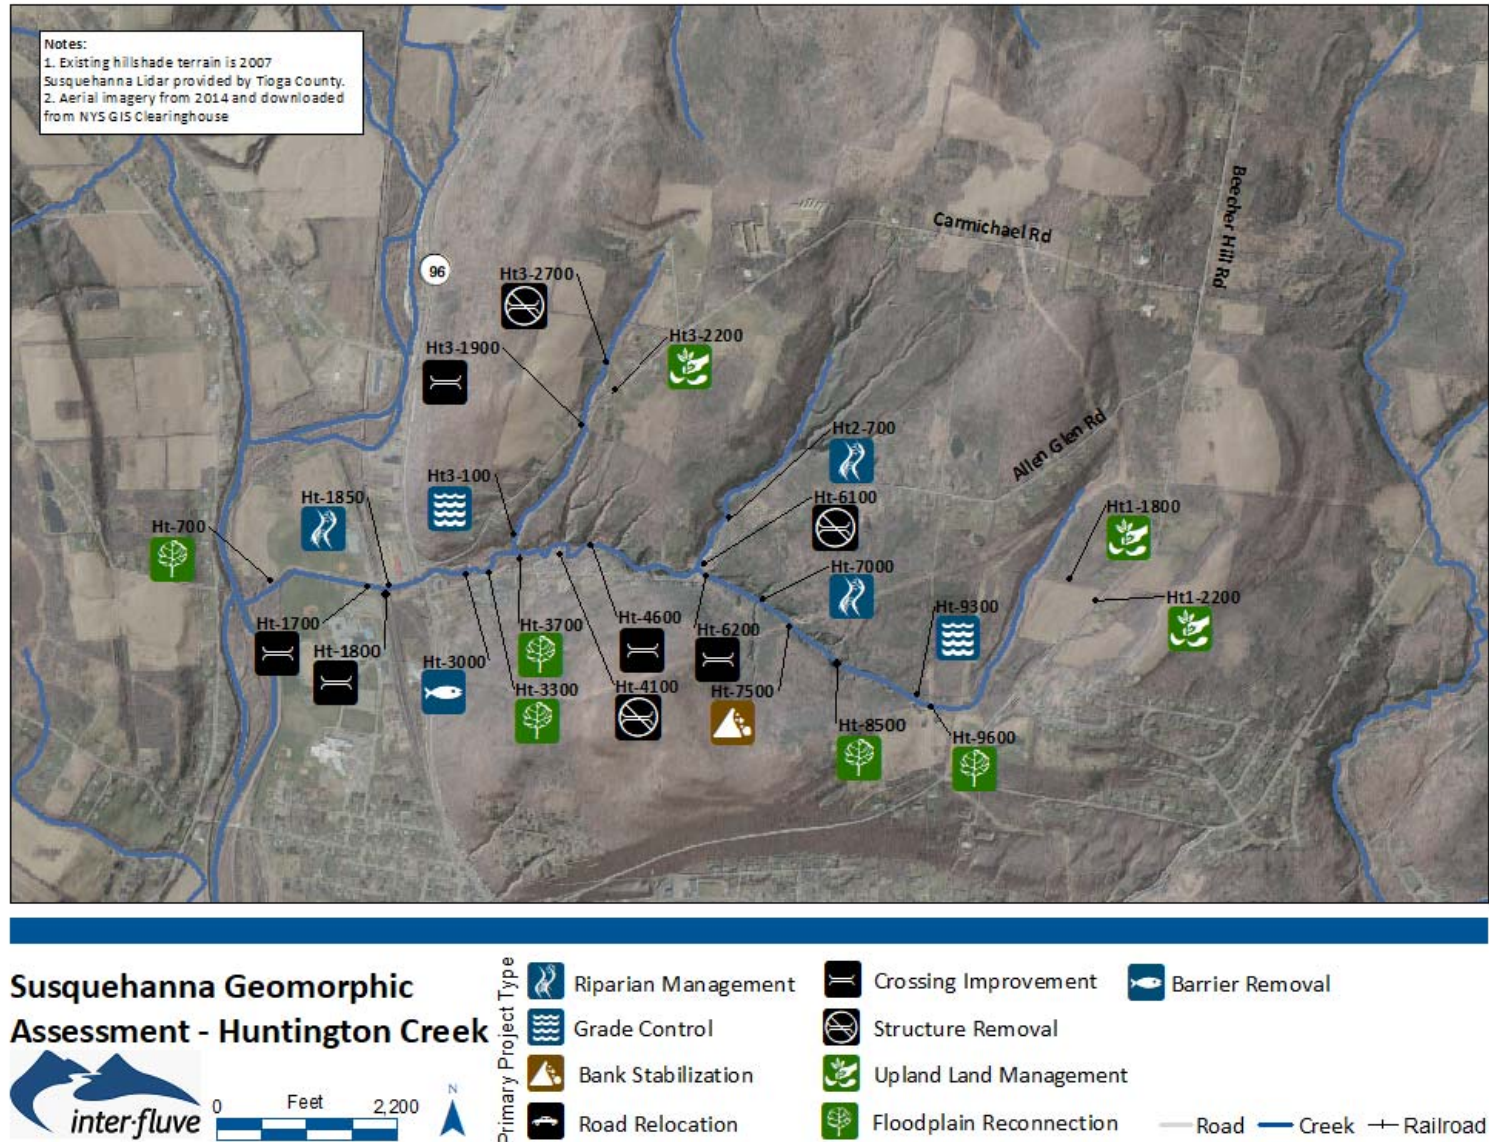 Notes:
1. Existing hillshade terrain is 2007
Susquehanna Lidar provided by Tioga County.
2. Aerial imagery from 2014 and downloaded
from NYS GIS Clearinghouse
Beecher Hill Rd
Carmichael Rd
96
Ht3-2700
Ht3-2200
Ht3-1900
Allen Glen Rd
Ht2-700
Ht3-100
Ht-1850
Ht-6100
Ht1-1800
Ht-700
Ht-7000
Ht1-2200
Ht-9300
Ht-1700
Ht-3700
Ht-4600
Ht-6200
Ht-1800
Ht-3000
Ht-3300
Ht-4100
Ht-7500
Ht-8500
Ht-9600
Susquehanna Geomorphic
Assessment - Huntington Creek
inter-fluve
0 Feet 2,200
N
Primary Project Type
Riparian Management
Grade Control
Bank Stabilization
Road Relocation
Crossing Improvement
Structure Removal
Upland Land Management
Floodplain Reconnection
Barrier Removal
Road
Creek
Railroad